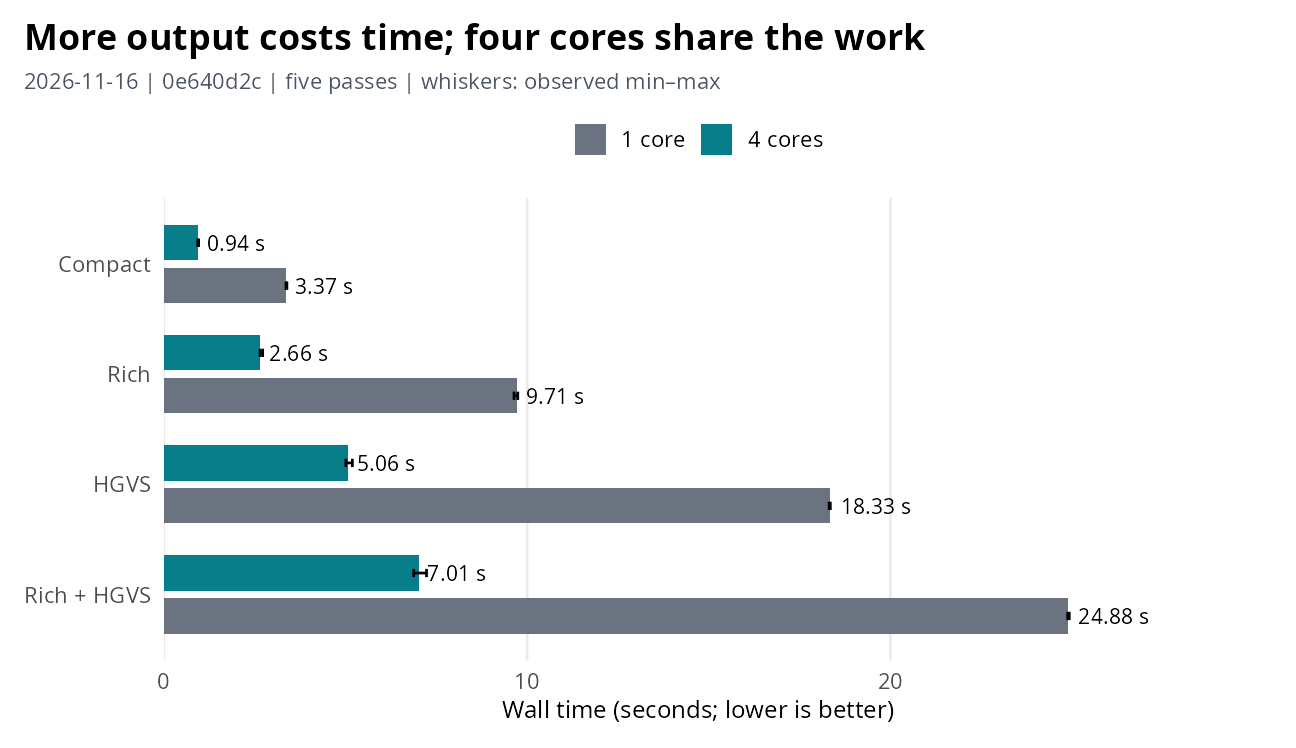 More output costs time; four cores share the work
2026-11-16 | 0e640d2c | five passes | whiskers: observed min–max
1 core 4 cores
Compact
0.94 s
3.37 s
Rich
2.66 s
9.71 s
HGVS
5.06 s
18.33 s
Rich + HGVS
7.01 s
24.88 s
0 10 20
Wall time (seconds; lower is better)